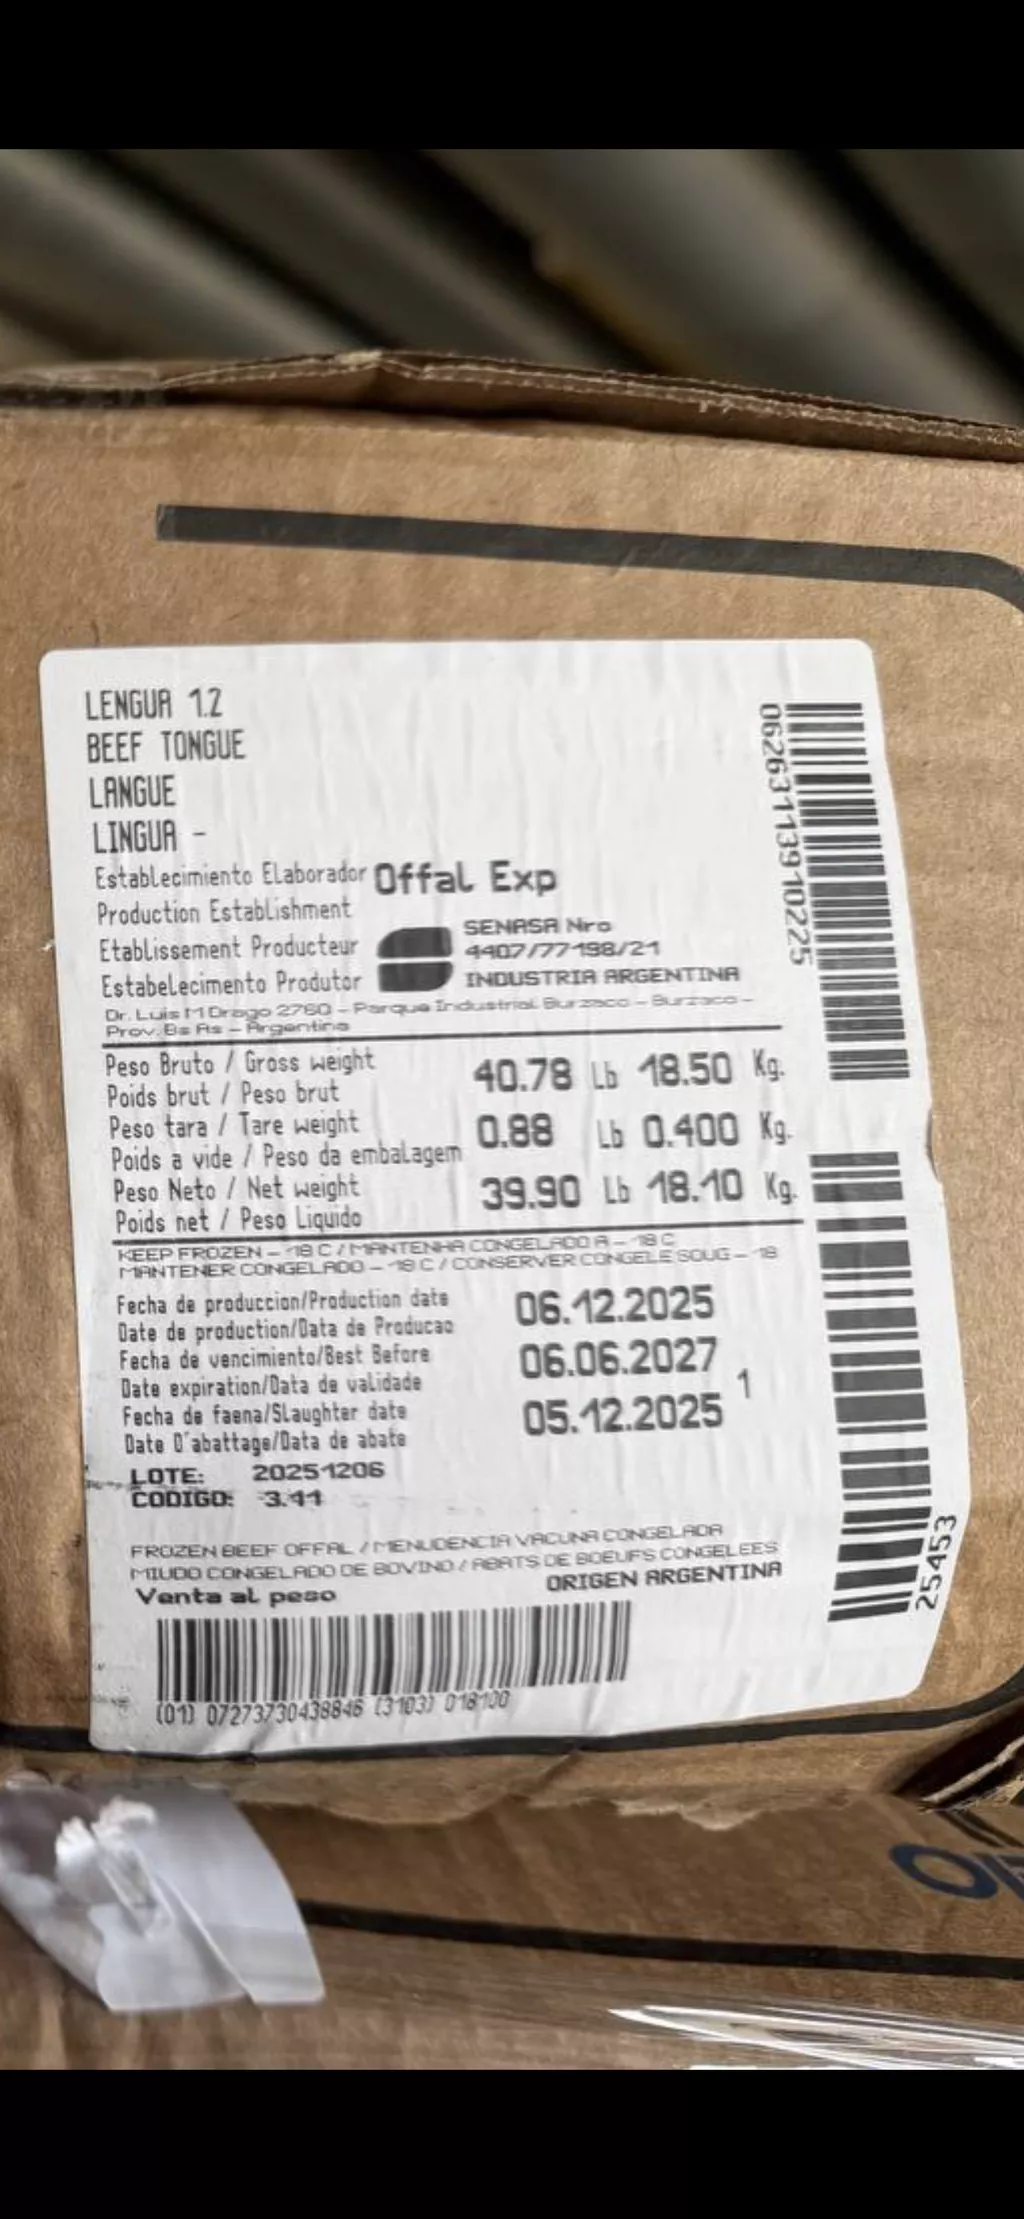 LENGUA 1.2
BEEF TONGUE
LANGUE
LINGUA -
Establecimiento Elaborador Offal Exp
Production Establishment
Etablissement Producteur
Estabelecimento Produtor
SENASA Nro
4407/77198/21
INDUSTRIA ARGENTINA
Dr. Luis M Drago 2760 - Parque Industrial Burzaco - Burzaco -
Prov. Bs As - Argentina
Peso Bruto / Gross weight 40.78 Lb 18.50 Kg.
Poids brut / Peso brut
Peso tara / Tare weight 0.88 Lb 0.400 Kg.
Poids a vide / Peso da embalagem
Peso Neto / Net weight 39.90 Lb 18.10 Kg.
Poids net / Peso Liquido
KEEP FROZEN - 18 C / MANTENHA CONGELADO A - 18 C
MANTENER CONGELADO - 18 C / CONSERVER CONGELE SOUG - 18
Fecha de produccion/Production date 06.12.2025
Date de production/Data de Producao
Fecha de vencimiento/Best Before 06.06.2027
Date expiration/Data de validade 1
Fecha de faena/Slaughter date 05.12.2025
Date D'abattage/Data de abate
LOTE: 20251206
CODIGO: 3.11
FROZEN BEEF OFFAL / MENUDENCIA VACUNA CONGELADA
MIUDO CONGELADO DE BOVINO / ABATS DE BOEUFS CONGELEES
Venta al peso ORIGEN ARGENTINA
(01) 07273730438846 (3103) 018100
06263113910225
25453